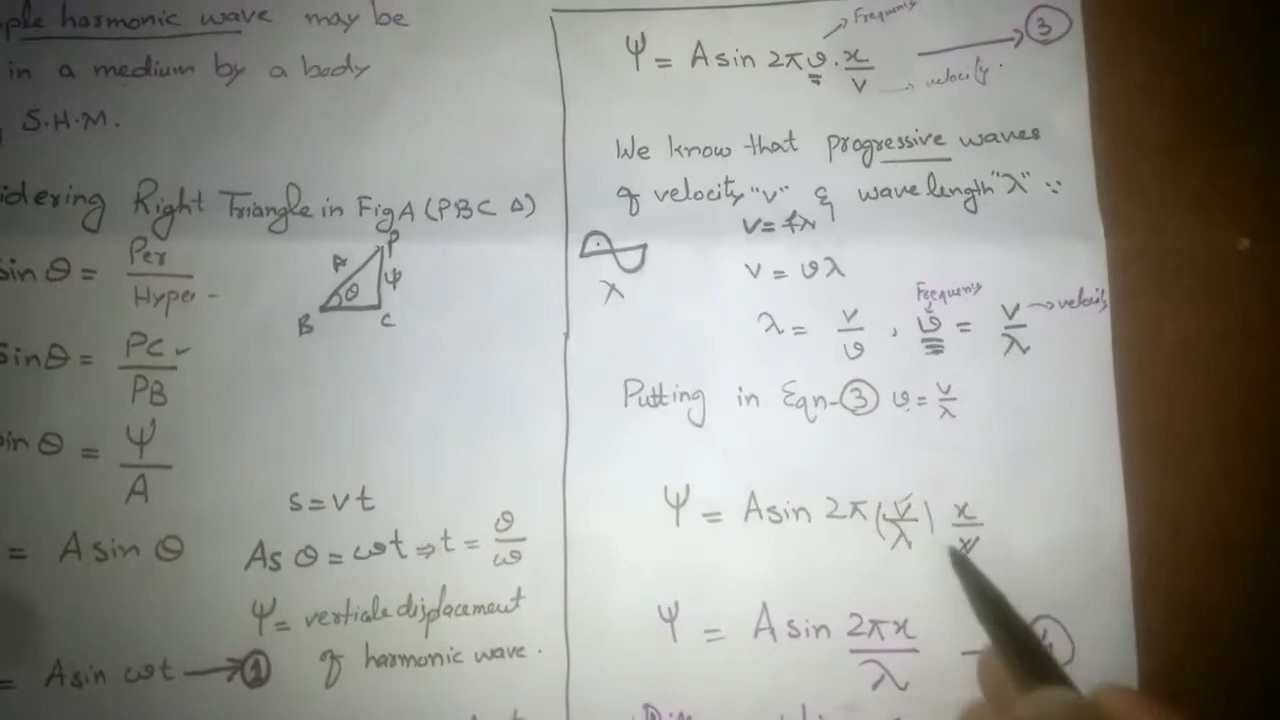 ple harmonic wave may be
in a medium by a body
S.H.M.
idering Right Triangle in Fig A (PBC Δ)
Sin θ = Per / Hype
P
A
ψ
θ
B
C
Sin θ = PC / PB
in θ = ψ / A
s = vt
= A sin θ
As θ = ωt ⇒ t = θ / ω
ψ = verticle displacement
of harmonic wave.
= A sin ωt → ①
Frequency
ψ = A sin 2π υ . x / v → ③
velocity.
We know that progressive waves
of velocity "v" & wave length "λ" ∵
v = fλ
v = υλ
λ
Frequency
λ = v / υ , υ = v / λ → velocity
Putting in Eqn-③ υ = v / λ
ψ = A sin 2π (v / λ) x / v
ψ = A sin 2πx / λ